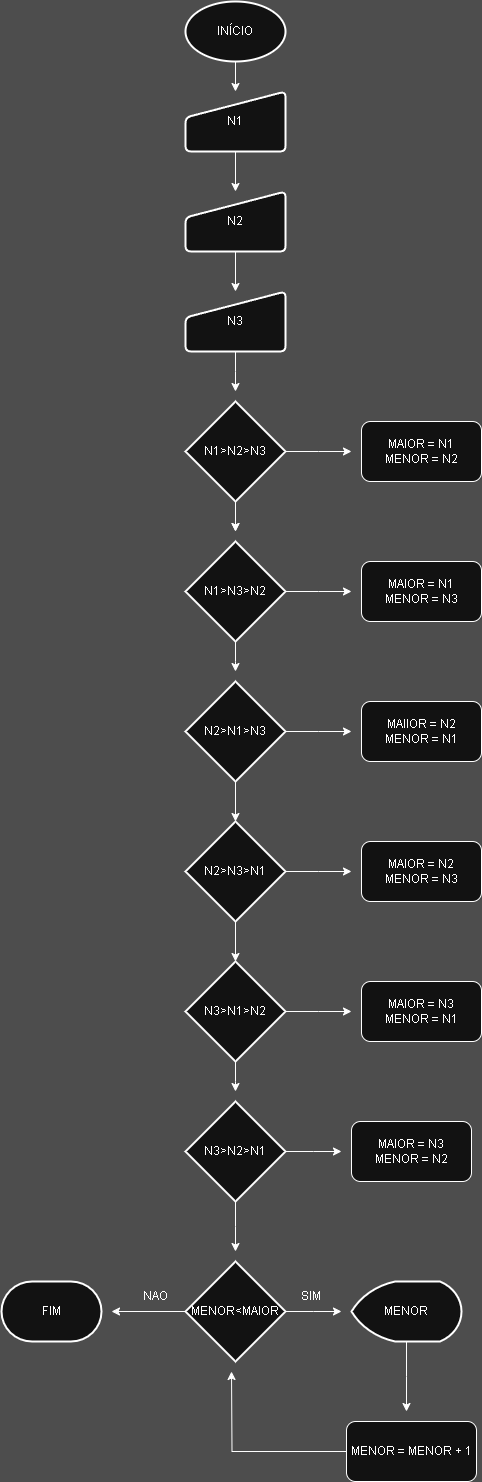 INÍCIO
N1
N2
N3
N1>N2>N3
MAIOR = N1
MENOR = N2
N1>N3>N2
MAIOR = N1
MENOR = N3
N2>N1>N3
MAIIOR = N2
MENOR = N1
N2>N3>N1
MAIOR = N2
MENOR = N3
N3>N1>N2
MAIOR = N3
MENOR = N1
N3>N2>N1
MAIOR = N3
MENOR = N2
FIM
NAO
MENOR<MAIOR
SIM
MENOR
MENOR = MENOR + 1